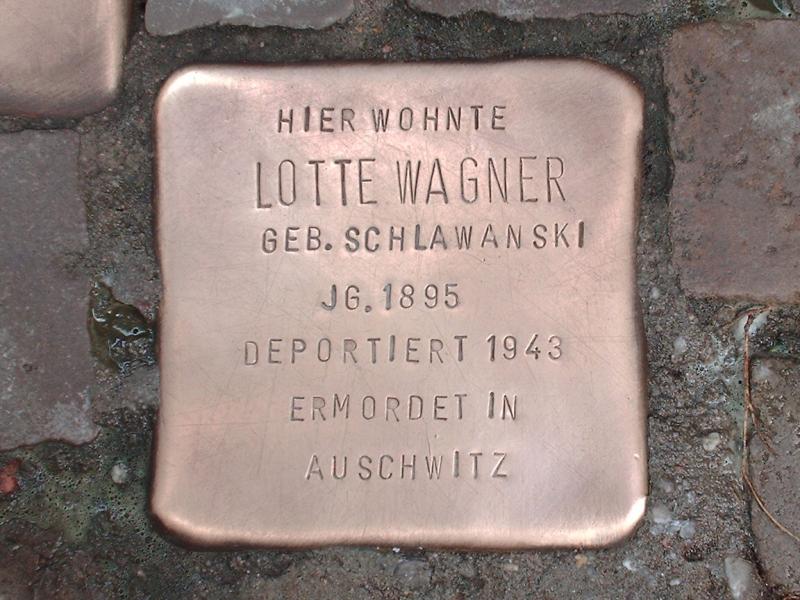 HIER WOHNTE
LOTTE WAGNER
GEB. SCHLAWANSKI
JG. 1895
DEPORTIERT 1943
ERMORDET IN
AUSCHWITZ